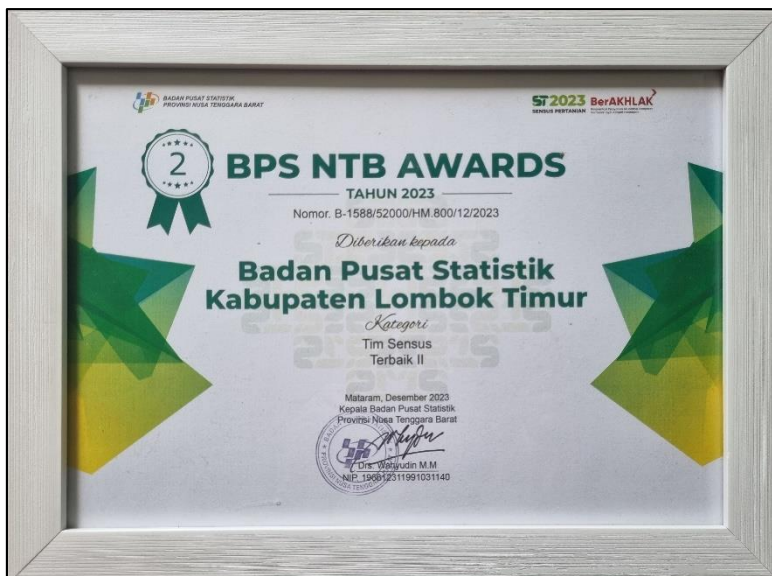 BADAN PUSAT STATISTIK
PROVINSI NUSA TENGGARA BARAT
ST2023
SENSUS PERTANIAN
BerAKHLAK
2
BPS NTB AWARDS
TAHUN 2023
Nomor. B-1588/52000/HM.800/12/2023
Diberikan kepada
Badan Pusat Statistik
Kabupaten Lombok Timur
Kategori
Tim Sensus
Terbaik II
Mataram, Desember 2023
Kepala Badan Pusat Statistik
Provinsi Nusa Tenggara Barat
Drs. Wahyudin M.M
NIP. 196612311991031140